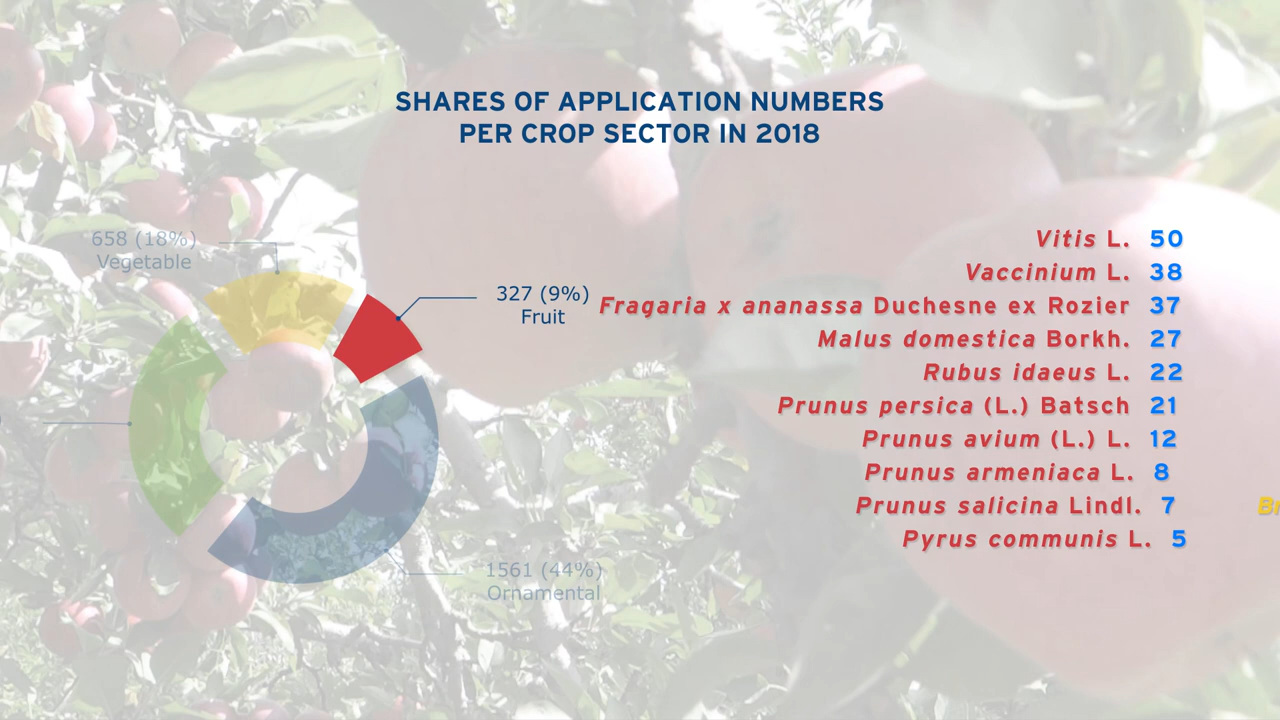 SHARES OF APPLICATION NUMBERS
PER CROP SECTOR IN 2018
658 (18%)
Vegetable
327 (9%)
Fruit
1561 (44%)
Ornamental
Vitis L. 50
Vaccinium L. 38
Fragaria x ananassa Duchesne ex Rozier 37
Malus domestica Borkh. 27
Rubus idaeus L. 22
Prunus persica (L.) Batsch 21
Prunus avium (L.) L. 12
Prunus armeniaca L. 8
Prunus salicina Lindl. 7
Pyrus communis L. 5